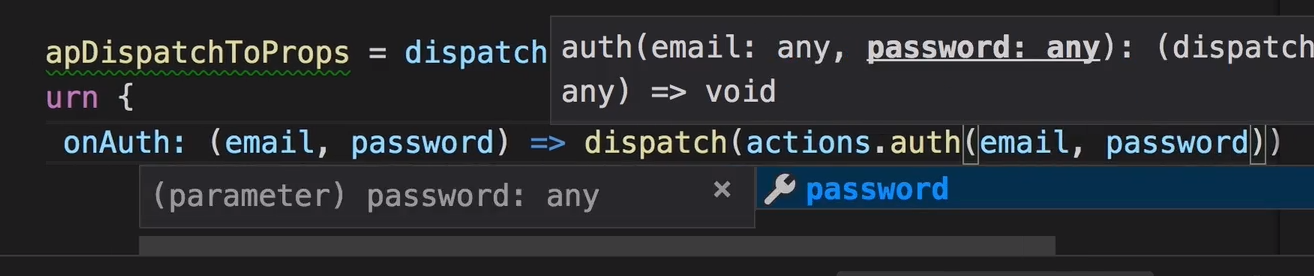 apDispatchToProps = dispatch
auth(email: any, password: any): (dispatch
any) => void
urn {
onAuth: (email, password) => dispatch(actions.auth(email, password))
(parameter) password: any ×
password